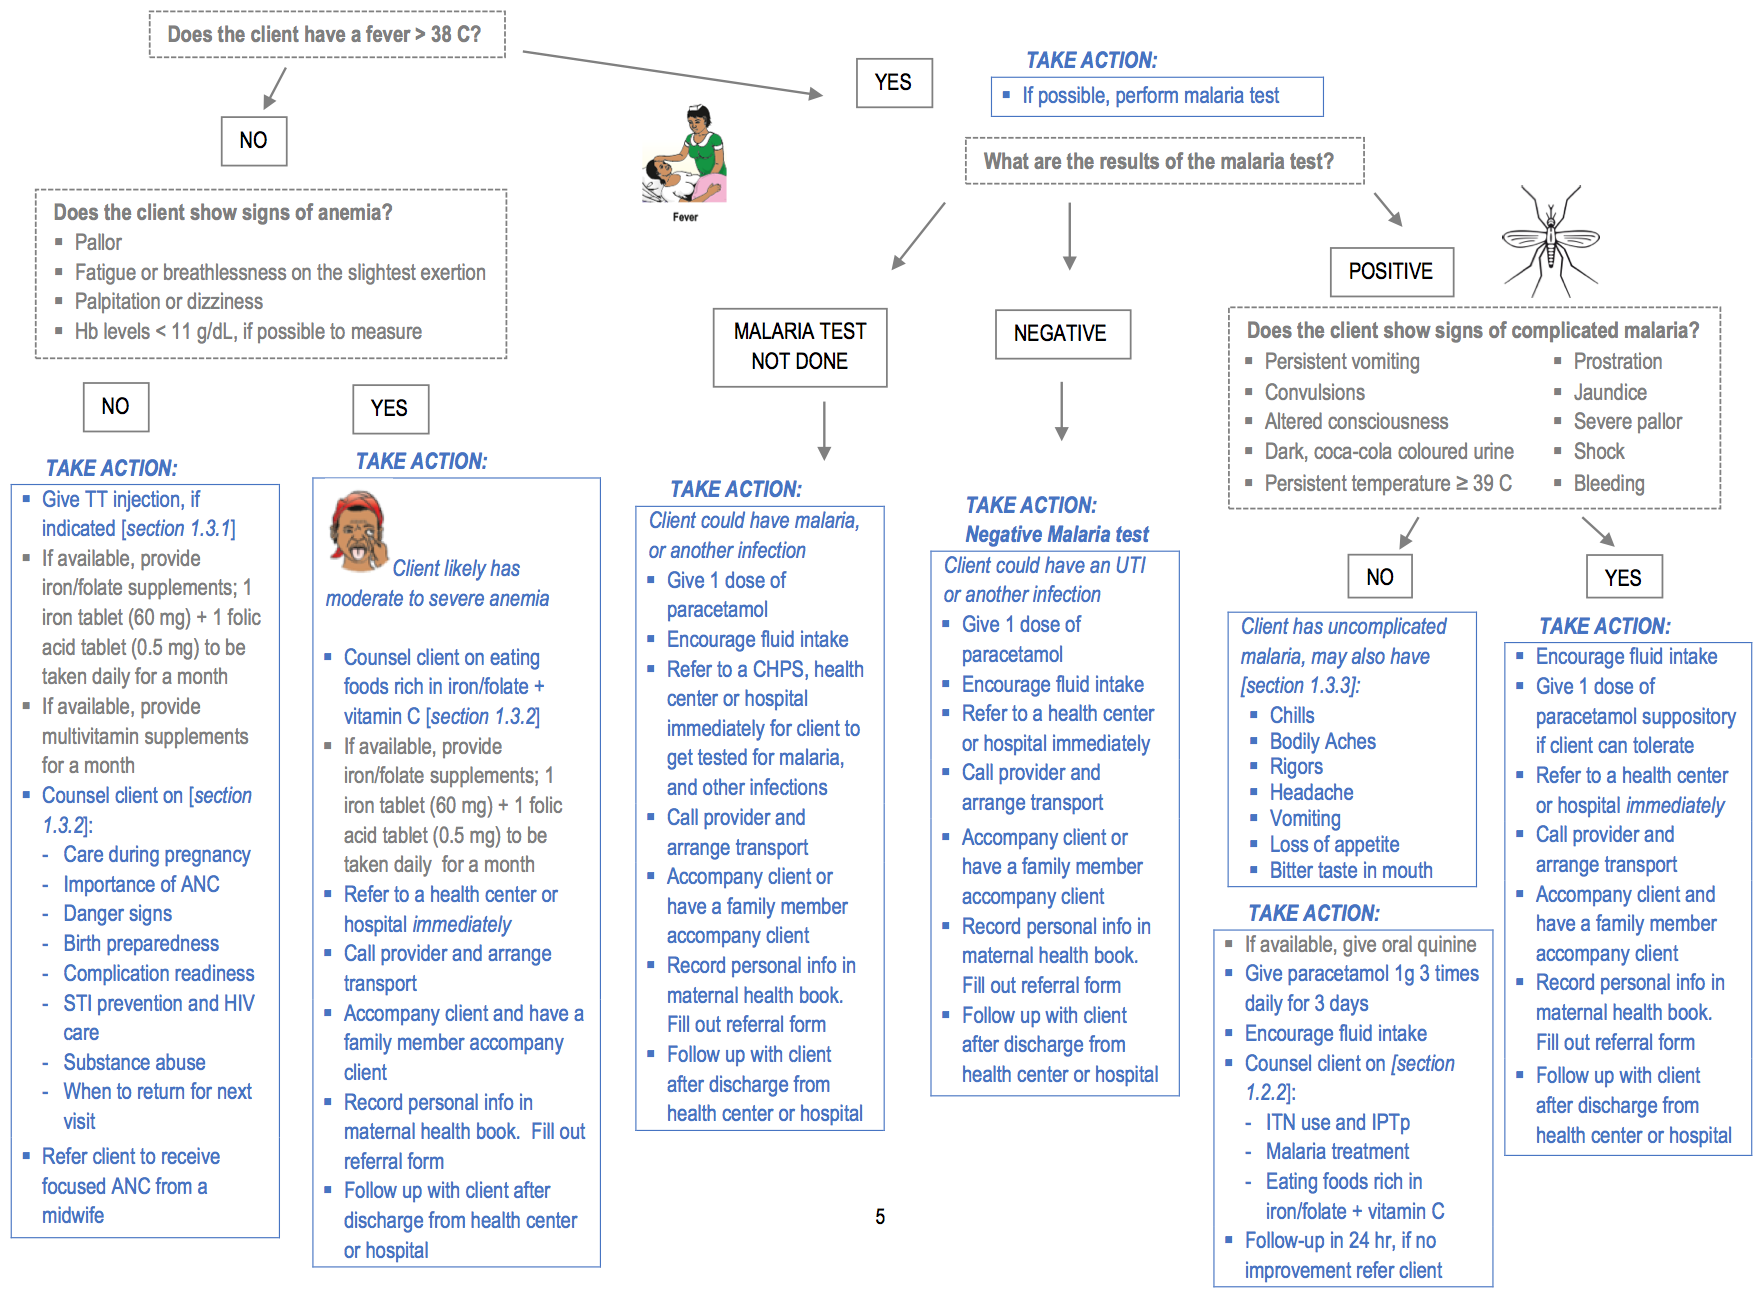 Does the client have a fever > 38 C?
YES
TAKE ACTION:
▪ If possible, perform malaria test
NO
Fever
What are the results of the malaria test?
Does the client show signs of anemia?
▪ Pallor
▪ Fatigue or breathlessness on the slightest exertion
▪ Palpitation or dizziness
▪ Hb levels < 11 g/dL, if possible to measure
NO
TAKE ACTION:
▪ Give TT injection, if
indicated [section 1.3.1]
▪ If available, provide
iron/folate supplements; 1
iron tablet (60 mg) + 1 folic
acid tablet (0.5 mg) to be
taken daily for a month
▪ If available, provide
multivitamin supplements
for a month
▪ Counsel client on [section
1.3.2]:
- Care during pregnancy
- Importance of ANC
- Danger signs
- Birth preparedness
- Complication readiness
- STI prevention and HIV
care
- Substance abuse
- When to return for next
visit
▪ Refer client to receive
focused ANC from a
midwife
YES
TAKE ACTION:
Client likely has
moderate to severe anemia
▪ Counsel client on eating
foods rich in iron/folate +
vitamin C [section 1.3.2]
▪ If available, provide
iron/folate supplements; 1
iron tablet (60 mg) + 1 folic
acid tablet (0.5 mg) to be
taken daily for a month
▪ Refer to a health center or
hospital immediately
▪ Call provider and arrange
transport
▪ Accompany client and have a
family member accompany
client
▪ Record personal info in
maternal health book. Fill out
referral form
▪ Follow up with client after
discharge from health center
or hospital
MALARIA TEST
NOT DONE
TAKE ACTION:
Client could have malaria,
or another infection
▪ Give 1 dose of
paracetamol
▪ Encourage fluid intake
▪ Refer to a CHPS, health
center or hospital
immediately for client to
get tested for malaria,
and other infections
▪ Call provider and
arrange transport
▪ Accompany client or
have a family member
accompany client
▪ Record personal info in
maternal health book.
Fill out referral form
▪ Follow up with client
after discharge from
health center or hospital
NEGATIVE
TAKE ACTION:
Negative Malaria test
Client could have an UTI
or another infection
▪ Give 1 dose of
paracetamol
▪ Encourage fluid intake
▪ Refer to a health center
or hospital immediately
▪ Call provider and
arrange transport
▪ Accompany client or
have a family member
accompany client
▪ Record personal info in
maternal health book.
Fill out referral form
▪ Follow up with client
after discharge from
health center or hospital
POSITIVE
Does the client show signs of complicated malaria?
▪ Persistent vomiting
▪ Convulsions
▪ Altered consciousness
▪ Dark, coca-cola coloured urine
▪ Persistent temperature ≥ 39 C
▪ Prostration
▪ Jaundice
▪ Severe pallor
▪ Shock
▪ Bleeding
NO
Client has uncomplicated
malaria, may also have
[section 1.3.3]:
▪ Chills
▪ Bodily Aches
▪ Rigors
▪ Headache
▪ Vomiting
▪ Loss of appetite
▪ Bitter taste in mouth
TAKE ACTION:
▪ If available, give oral quinine
▪ Give paracetamol 1g 3 times
daily for 3 days
▪ Encourage fluid intake
▪ Counsel client on [section
1.2.2]:
- ITN use and IPTp
- Malaria treatment
- Eating foods rich in
iron/folate + vitamin C
▪ Follow-up in 24 hr, if no
improvement refer client
YES
TAKE ACTION:
▪ Encourage fluid intake
▪ Give 1 dose of
paracetamol suppository
if client can tolerate
▪ Refer to a health center
or hospital immediately
▪ Call provider and
arrange transport
▪ Accompany client and
have a family member
accompany client
▪ Record personal info in
maternal health book.
Fill out referral form
▪ Follow up with client
after discharge from
health center or hospital
5